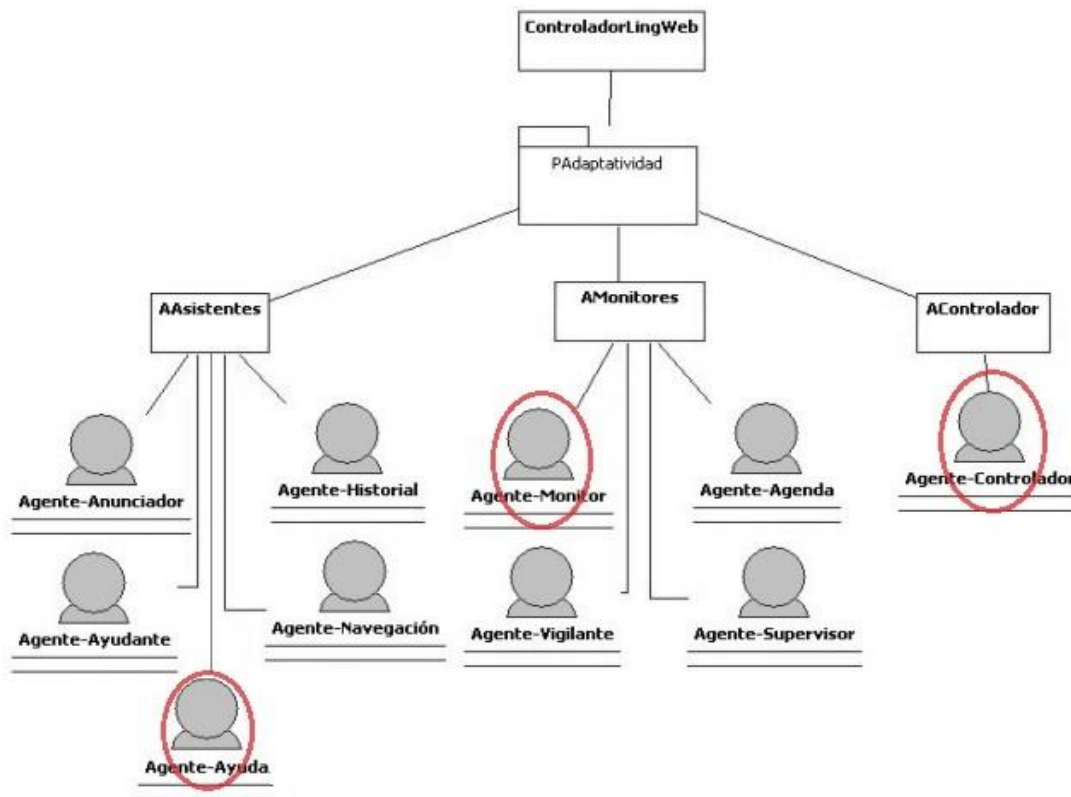 ControladorLingWeb
PAdaptatividad
AAsistentes
AMonitores
AControlador
Agente-Anunciador
Agente-Historial
Agente-Monitor
Agente-Agenda
Agente-Controlador
Agente-Ayudante
Agente-Navegación
Agente-Vigilante
Agente-Supervisor
Agente-Ayuda